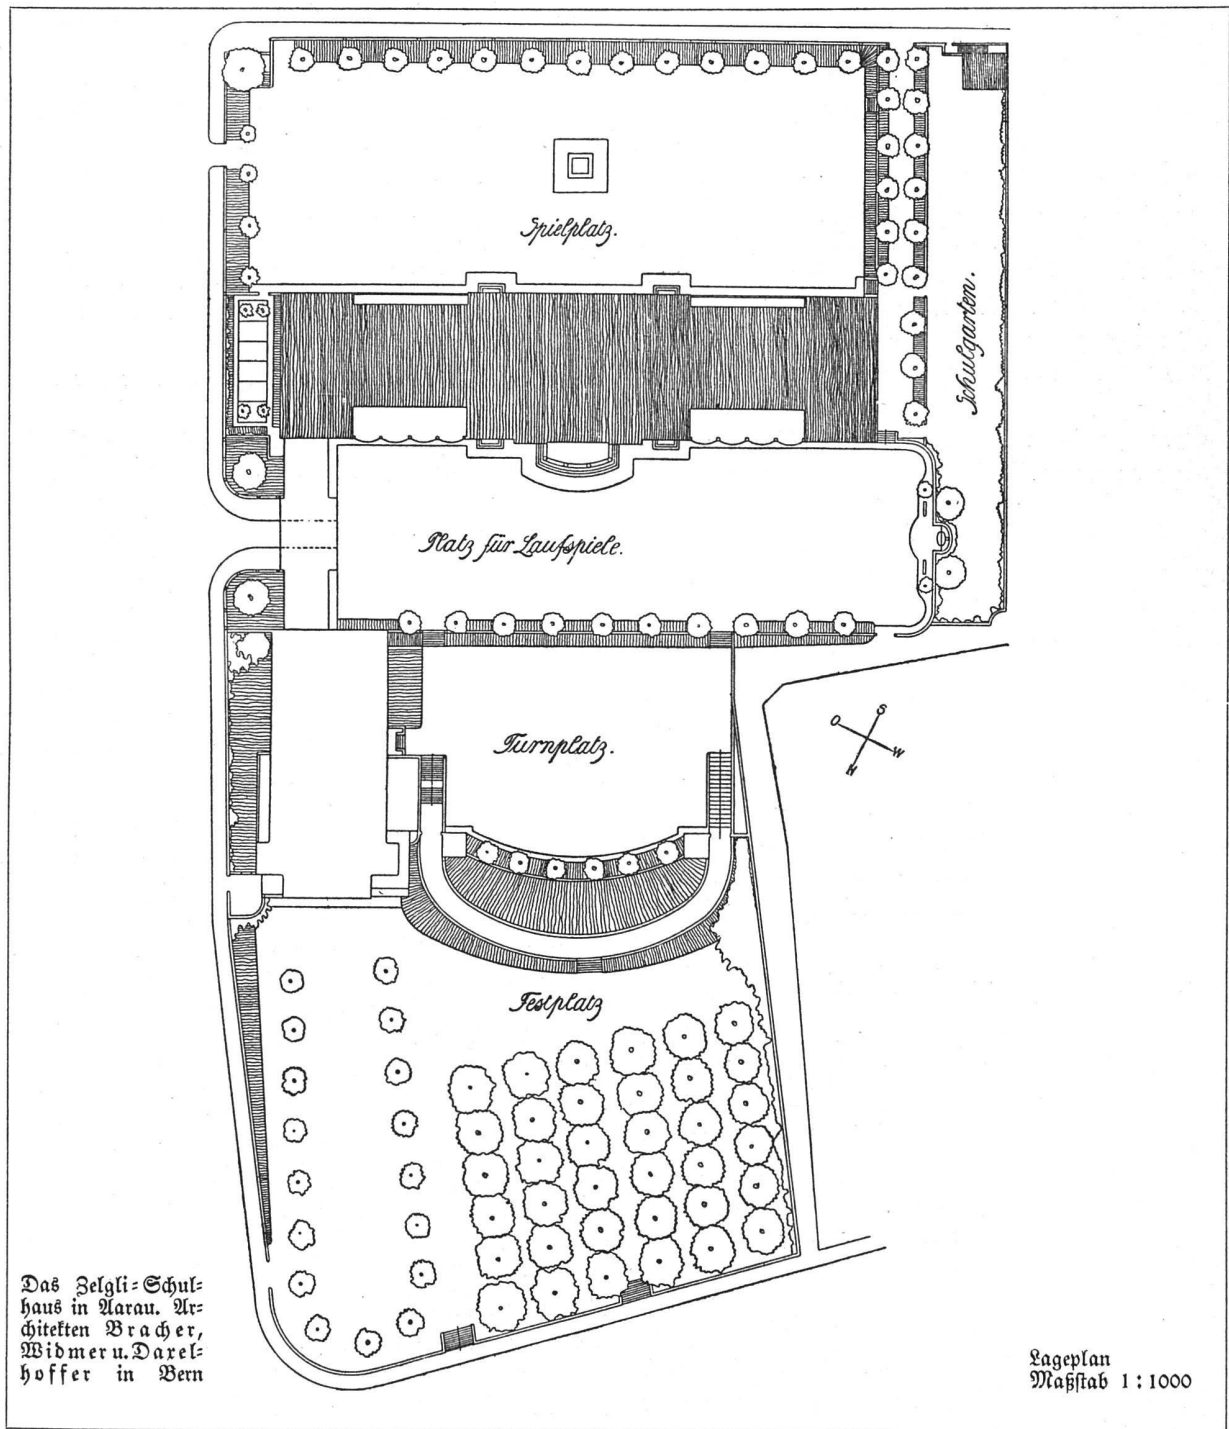 Spielplatz.
Schulgarten.
Platz für Laufspiele.
O
S
W
N
Turnplatz.
Festplatz
Das Zelgli-Schul-
haus in Aarau. Ar-
chitekten Bracher,
Widmer u. Daxel-
hoffer in Bern
Lageplan
Maßstab 1 : 1000